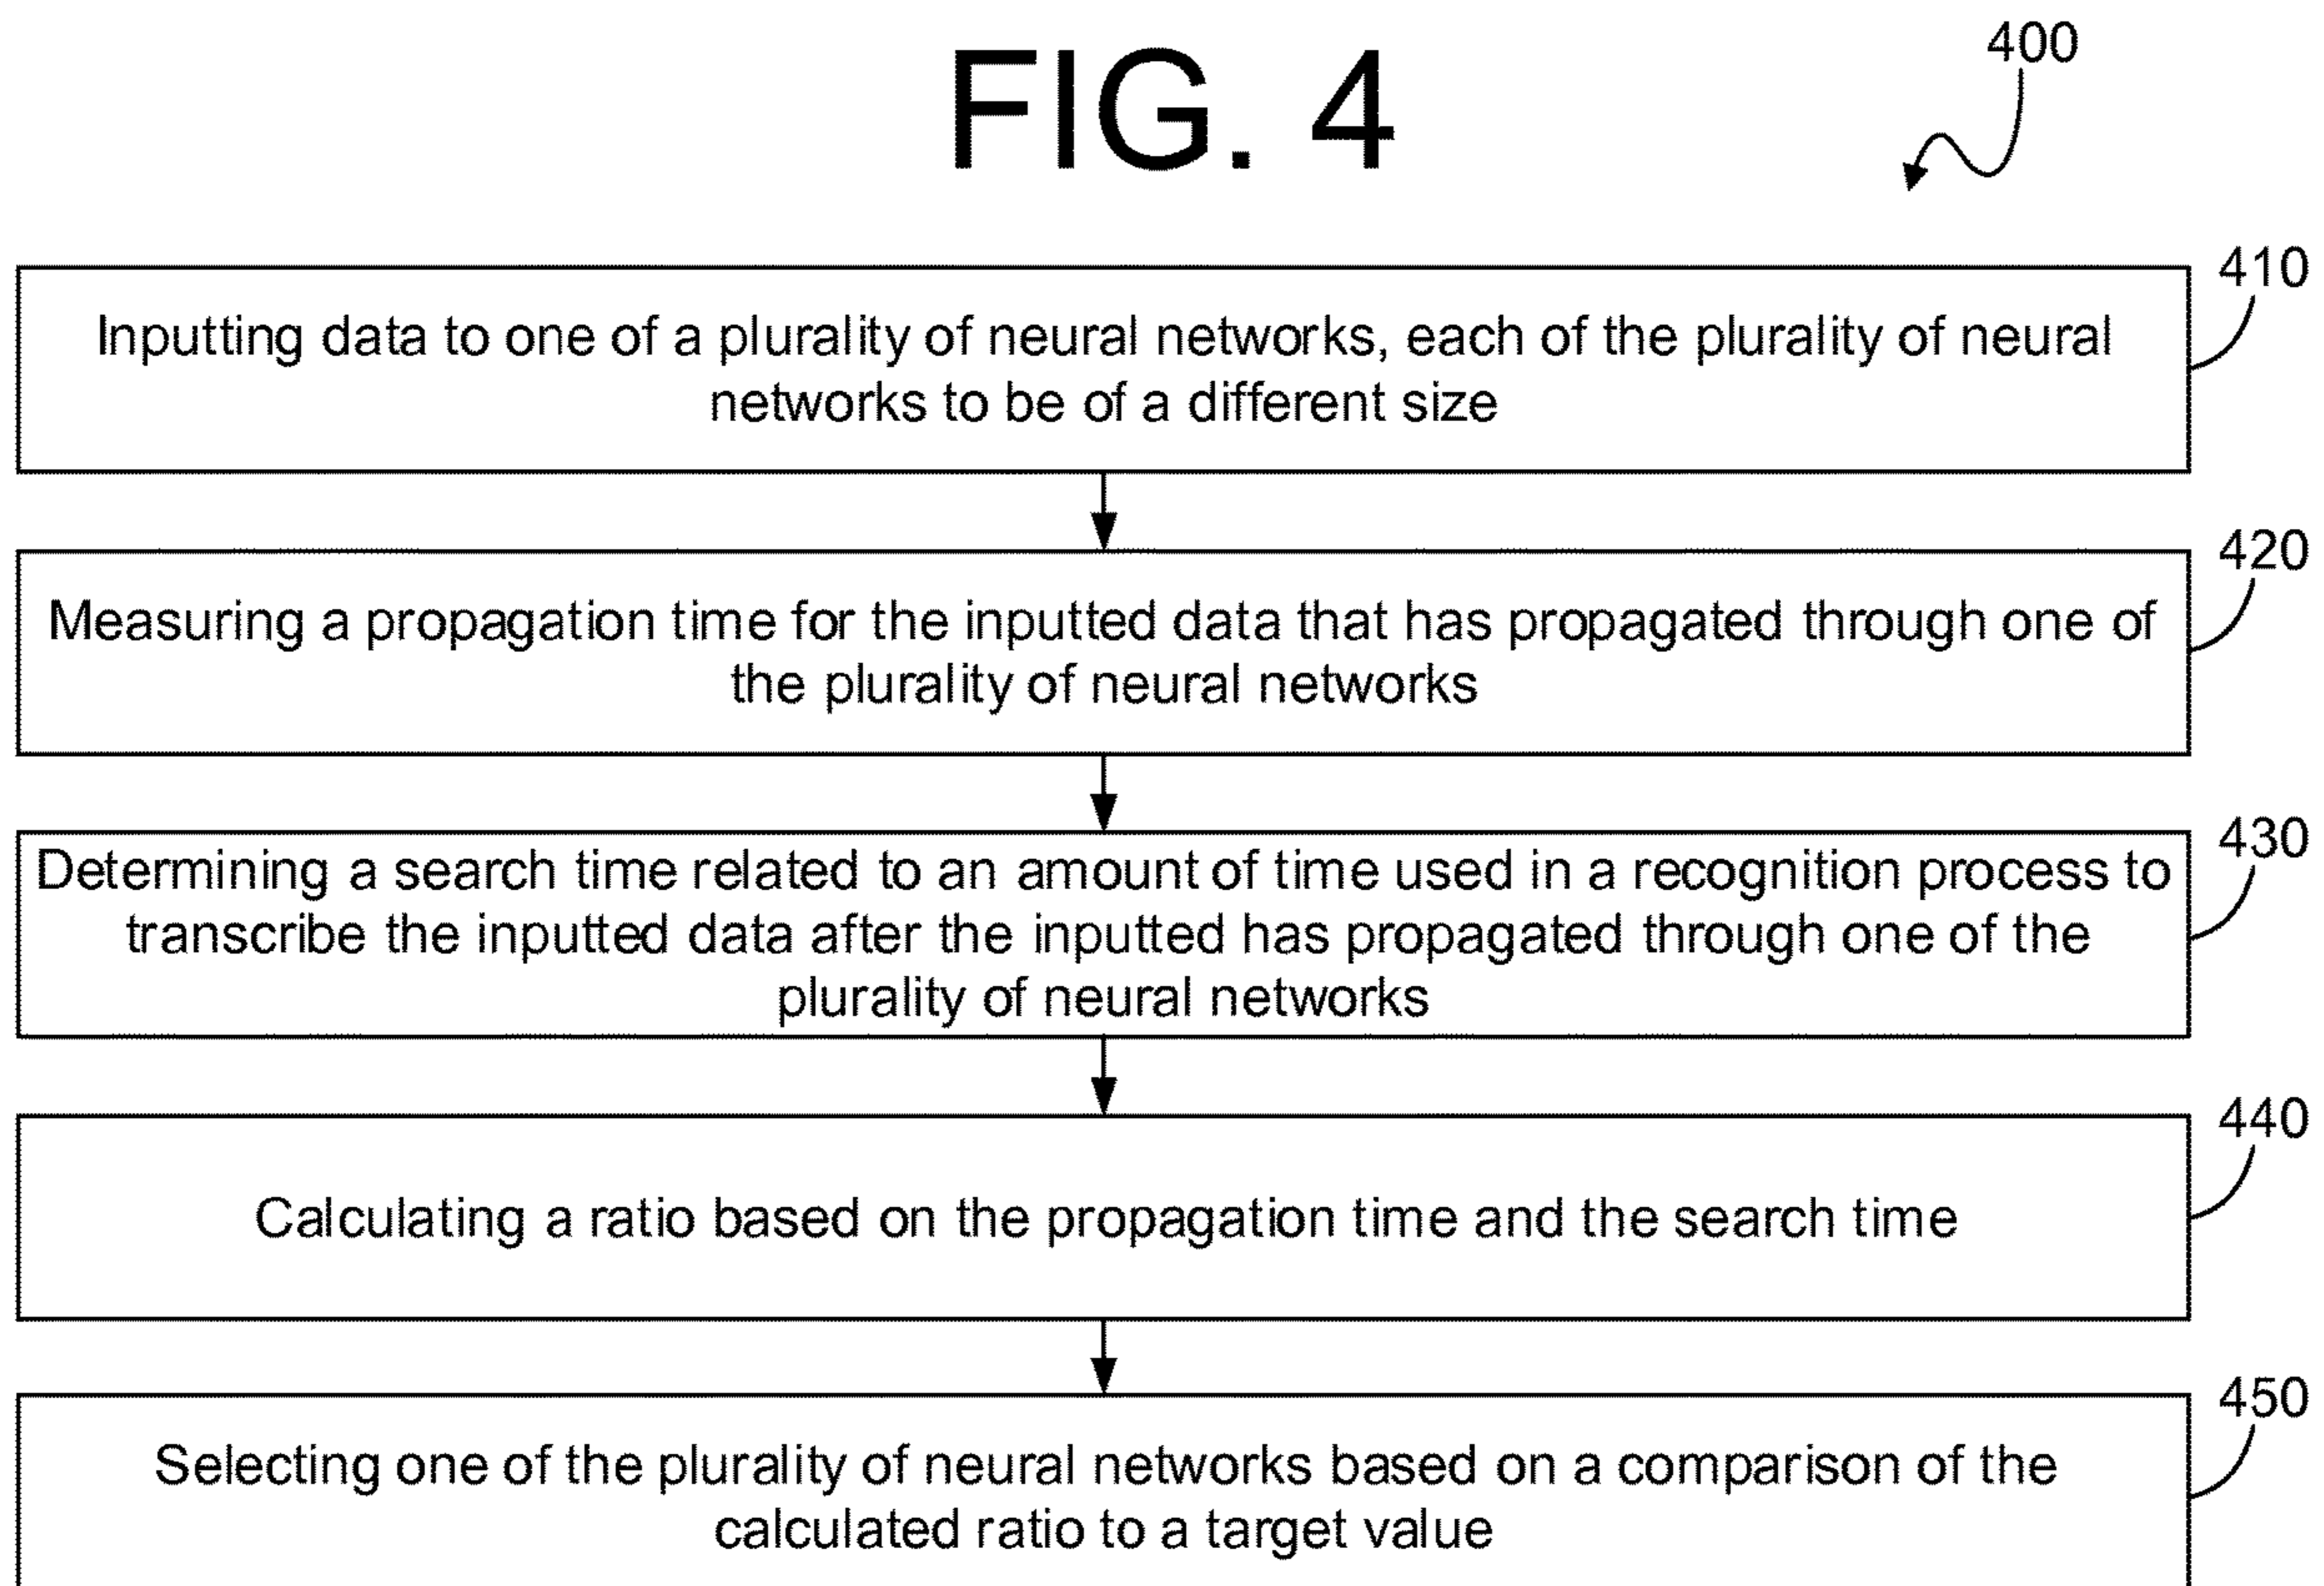 FIG. 4
400
410
Inputting data to one of a plurality of neural networks, each of the plurality of neural
networks to be of a different size
420
Measuring a propagation time for the inputted data that has propagated through one of
the plurality of neural networks
430
Determining a search time related to an amount of time used in a recognition process to
transcribe the inputted data after the inputted has propagated through one of the
plurality of neural networks
440
Calculating a ratio based on the propagation time and the search time
450
Selecting one of the plurality of neural networks based on a comparison of the
calculated ratio to a target value